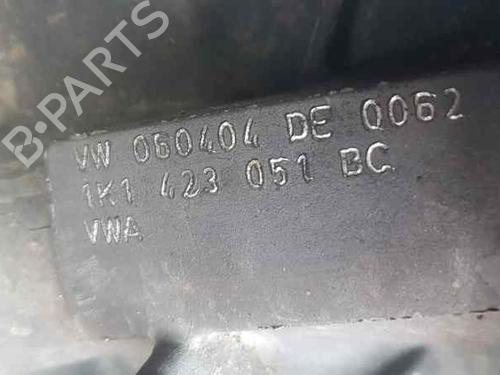 B-PARTS
VW 060404 DE 0062
1K1 423 051 BC
VWA